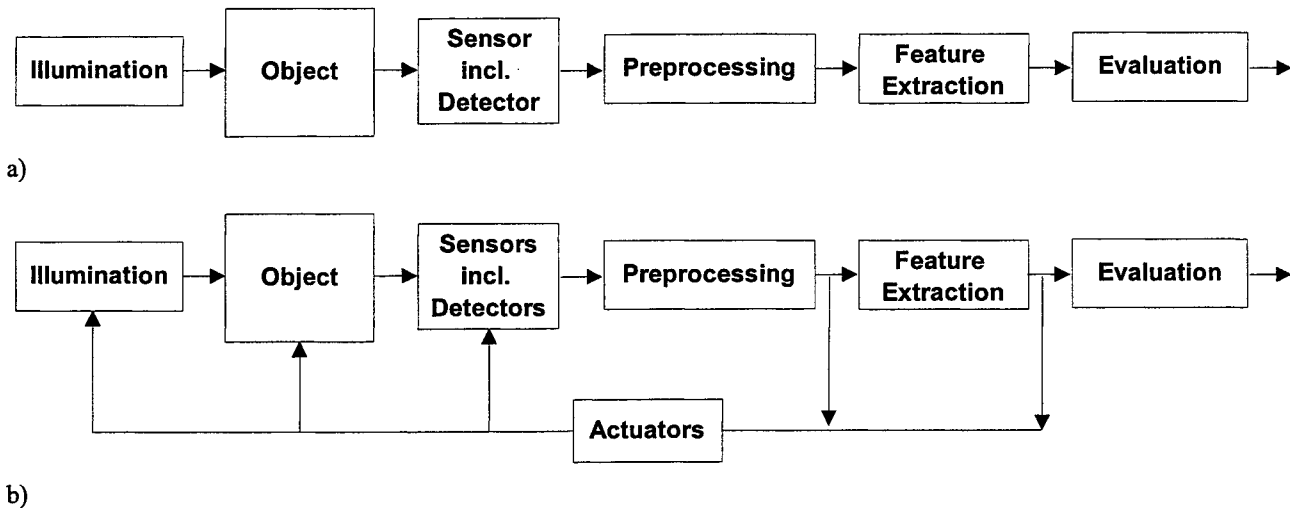 Illumination
Object
Sensor
incl.
Detector
Preprocessing
Feature
Extraction
Evaluation
a)
Illumination
Object
Sensors
incl.
Detectors
Preprocessing
Feature
Extraction
Evaluation
Actuators
b)